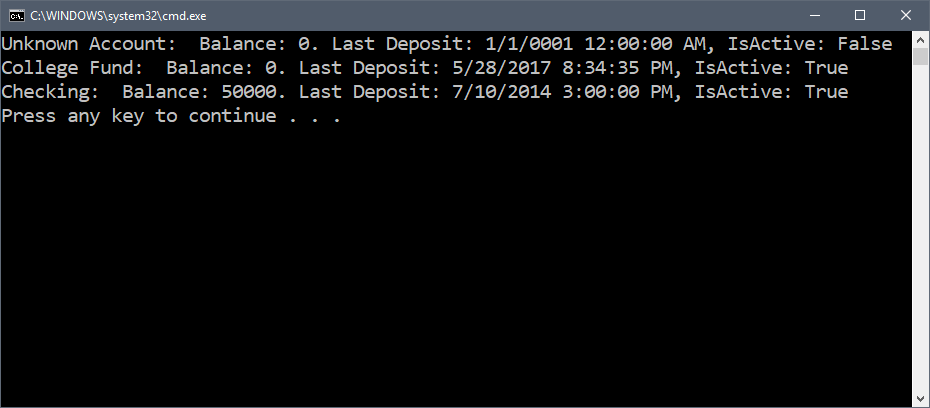 C:\WINDOWS\system32\cmd.exe
Unknown Account:  Balance: 0. Last Deposit: 1/1/0001 12:00:00 AM, IsActive: False
College Fund:  Balance: 0. Last Deposit: 5/28/2017 8:34:35 PM, IsActive: True
Checking:  Balance: 50000. Last Deposit: 7/10/2014 3:00:00 PM, IsActive: True
Press any key to continue . . .